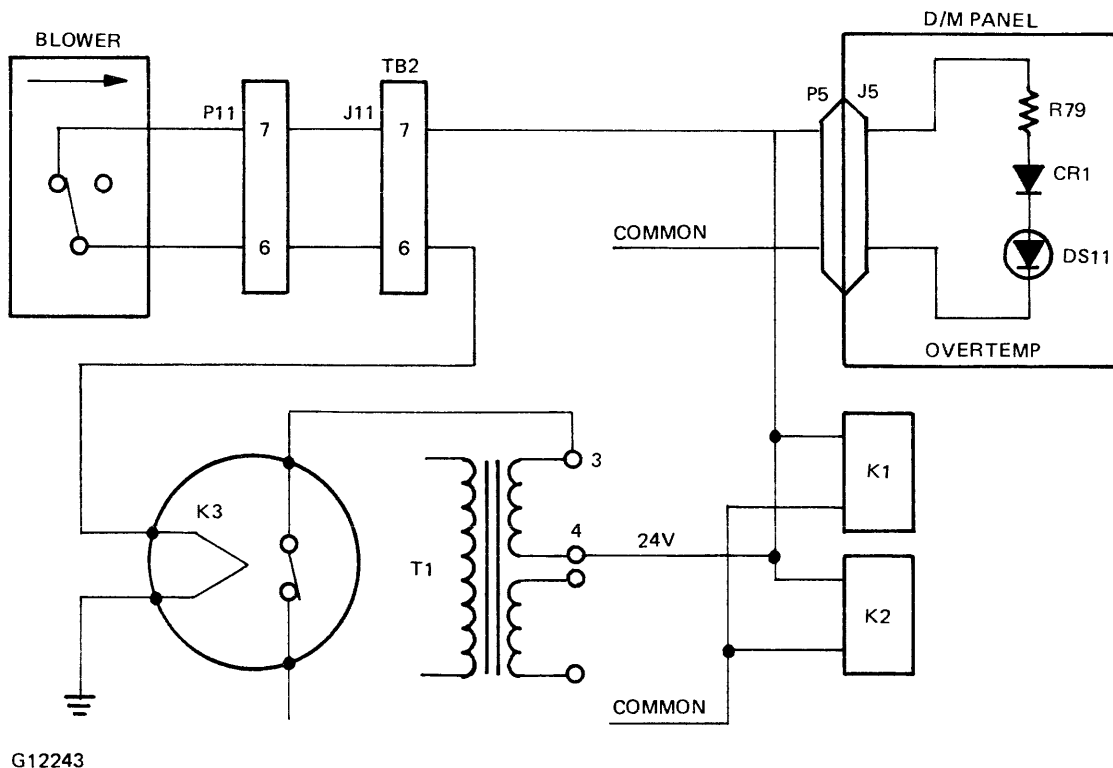 D/M PANEL
BLOWER
TB2
P11
J11
P5
J5
7
7
R79
CR1
6
6
COMMON
DS11
OVERTEMP
3
K1
K3
4
24V
T1
K2
COMMON
G12243